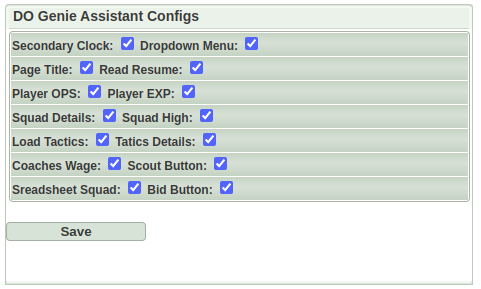 DO Genie Assistant Configs
Secondary Clock: Dropdown Menu:
Page Title: Read Resume:
Player OPS: Player EXP:
Squad Details: Squad High:
Load Tactics: Tatics Details:
Coaches Wage: Scout Button:
Sreadsheet Squad: Bid Button:
Save